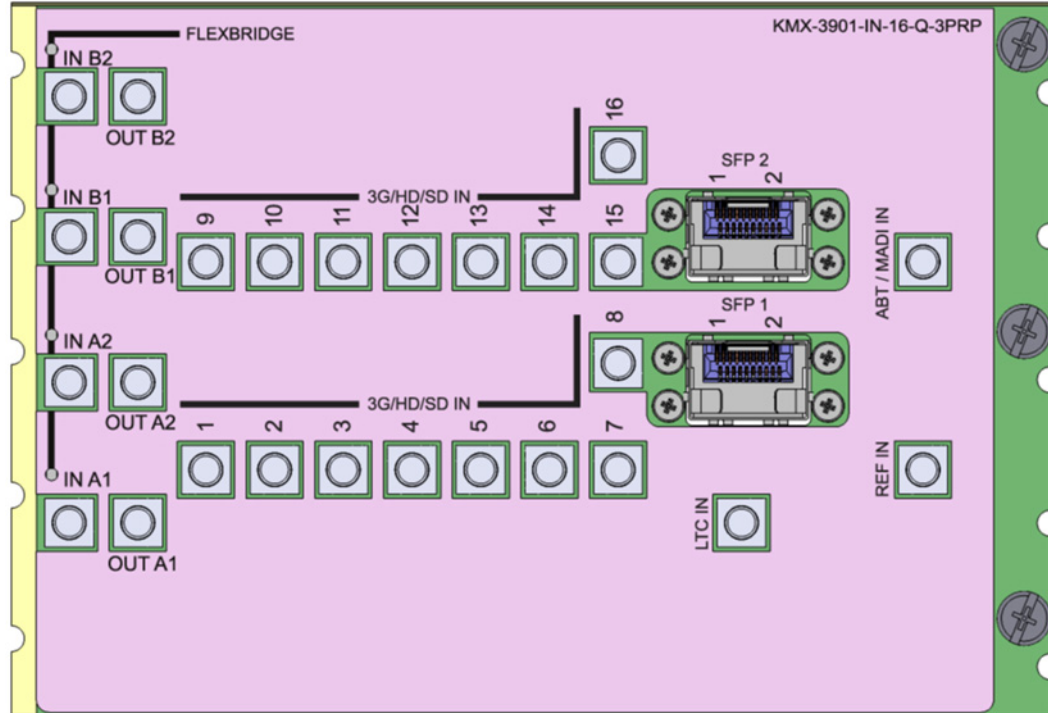 FLEXBRIDGE
KMX-3901-IN-16-Q-3PRP
IN B2
OUT B2
16
SFP 2
1 2
3G/HD/SD IN
IN B1
OUT B1
9 10 11 12 13 14 15
ABT / MADI IN
SFP 1
1 2
8
IN A2
OUT A2
3G/HD/SD IN
1 2 3 4 5 6 7
REF IN
IN A1
OUT A1
LTC IN